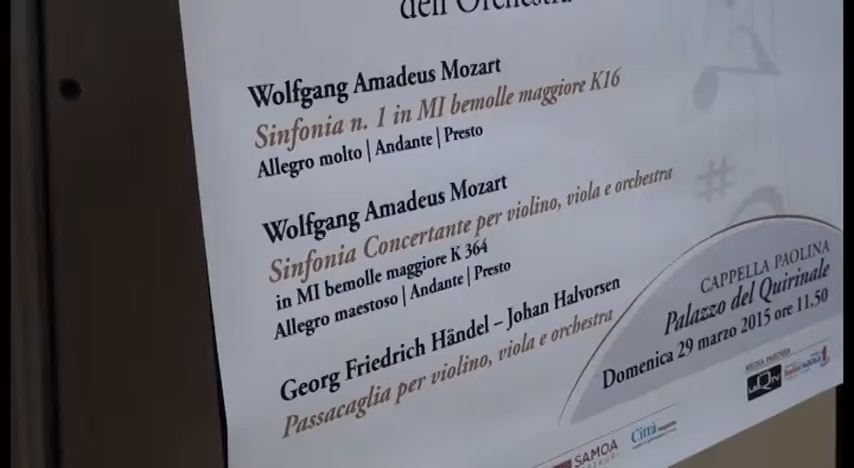 dell'Orchestra
Wolfgang Amadeus Mozart
Sinfonia n. 1 in MI bemolle maggiore K16
Allegro molto | Andante | Presto
Wolfgang Amadeus Mozart
Sinfonia Concertante per violino, viola e orchestra
in MI bemolle maggiore K 364
Allegro maestoso | Andante | Presto
Georg Friedrich Händel – Johan Halvorsen
Passacaglia per violino, viola e orchestra
CAPPELLA PAOLINA
Palazzo del Quirinale
Domenica 29 marzo 2015 ore 11.50
MEDIA PARTNER
SAMOA
Città